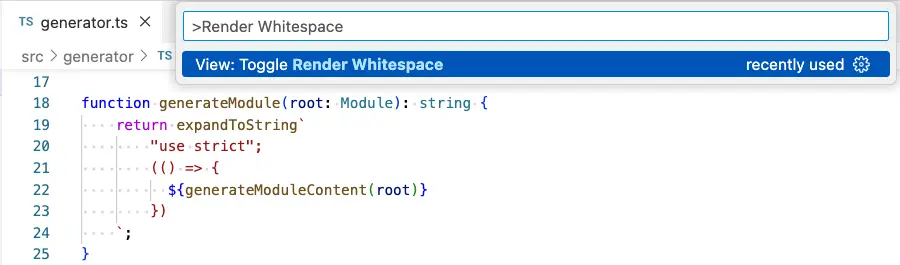 TS generator.ts ×
>Render Whitespace
src > generator > TS
View: Toggle Render Whitespace recently used
17
18 function generateModule(root: Module): string {
19 ····return expandToString`
20 ········"use strict";
21 ········(() => {
22 ··········${generateModuleContent(root)}
23 ········})
24 ····`;
25 }